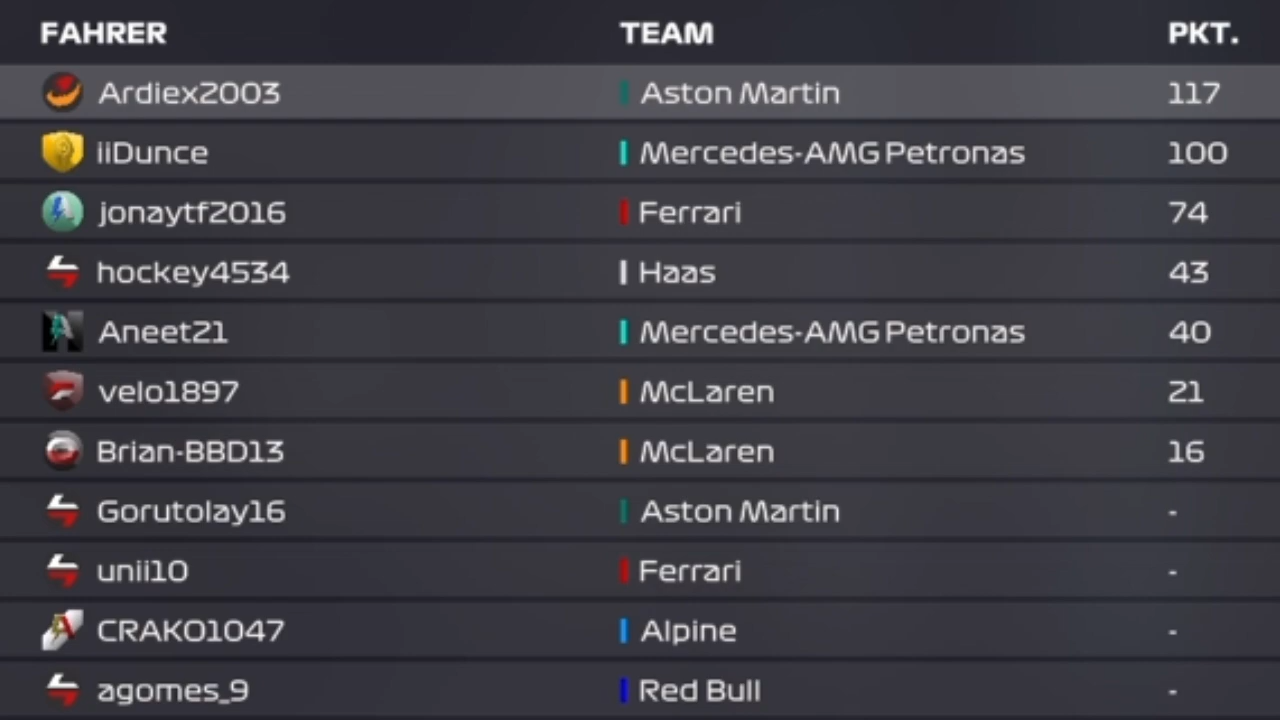 FAHRER TEAM PKT.
Ardiex2003 Aston Martin 117
iiDunce Mercedes-AMG Petronas 100
jonaytf2016 Ferrari 74
hockey4534 Haas 43
Aneet21 Mercedes-AMG Petronas 40
velo1897 McLaren 21
Brian-BBD13 McLaren 16
Gorutolay16 Aston Martin -
unii10 Ferrari -
CRAKO1047 Alpine -
agomes_9 Red Bull -